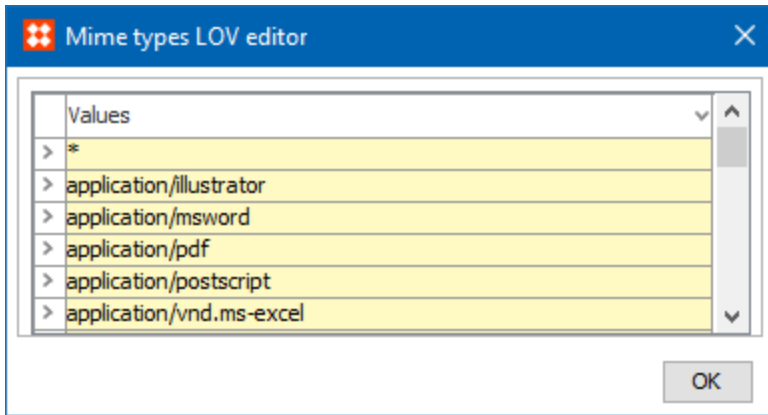 Mime types LOV editor
Values
*
application/illustrator
application/msword
application/pdf
application/postscript
application/vnd.ms-excel
OK